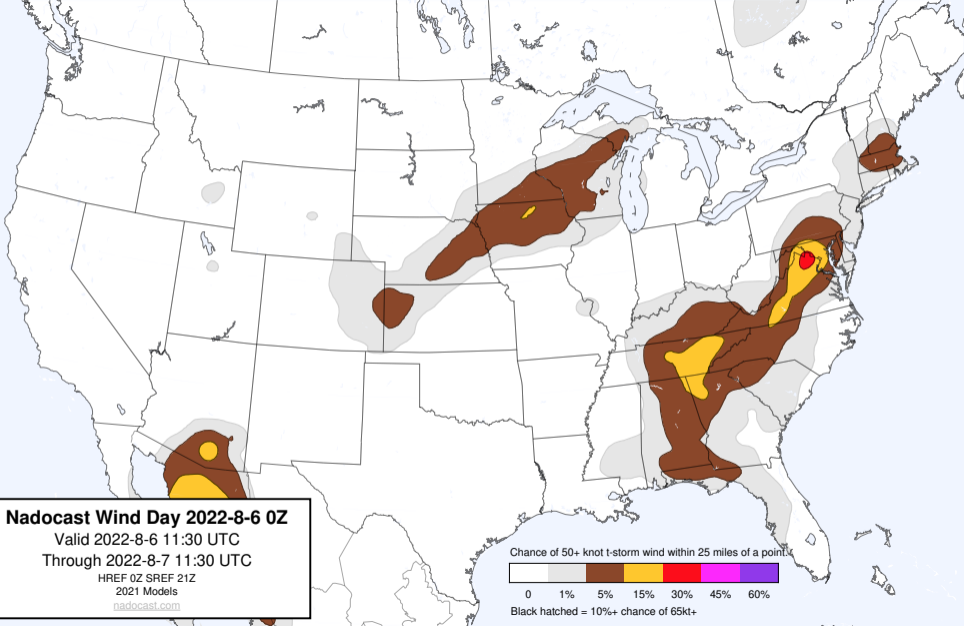 Nadocast Wind Day 2022-8-6 0Z
Valid 2022-8-6 11:30 UTC
Through 2022-8-7 11:30 UTC
HREF 0Z SREF 21Z
2021 Models
nadocast.com
Chance of 50+ knot t-storm wind within 25 miles of a point.
0 1% 5% 15% 30% 45% 60%
Black hatched = 10%+ chance of 65kt+